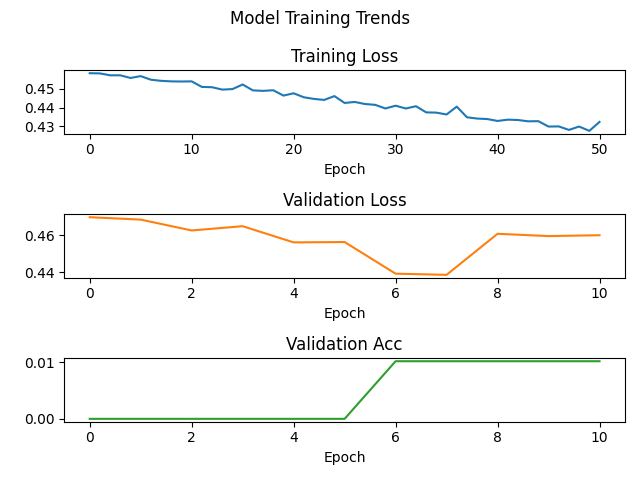 Model Training Trends
Training Loss
0.45
0.44
0.43
0 10 20 30 40 50
Epoch
Validation Loss
0.46
0.44
0 2 4 6 8 10
Epoch
Validation Acc
0.01
0.00
0 2 4 6 8 10
Epoch